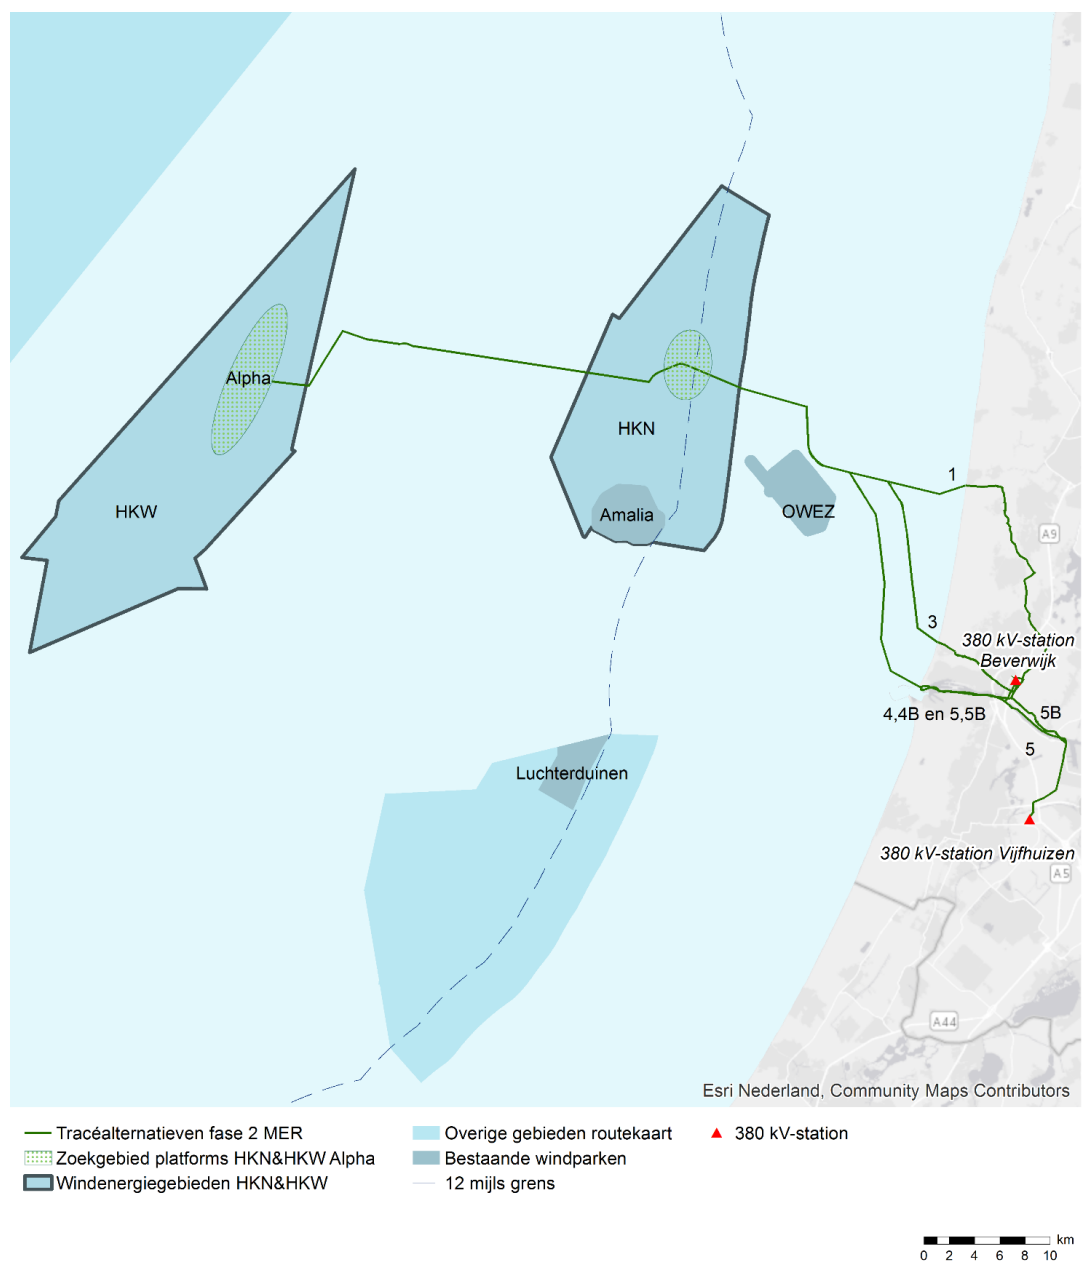 Alpha
HKN
HKW
Amalia
OWEZ
1
A9
3
380 kV-station
Beverwijk
4,4B en 5,5B
5B
5
Luchterduinen
380 kV-station Vijfhuizen
A5
A44
Esri Nederland, Community Maps Contributors
Tracéalternatieven fase 2 MER
Zoekgebied platforms HKN&HKW Alpha
Windenergiegebieden HKN&HKW
Overige gebieden routekaart
Bestaande windparken
12 mijls grens
380 kV-station
km
0 2 4 6 8 10